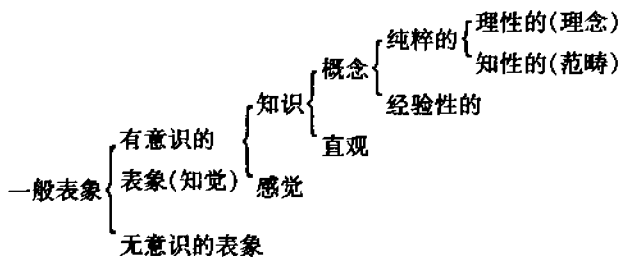 理性的(理念)
纯粹的
知性的(范畴)
概念
经验性的
知识
直观
有意识的
表象(知觉)
感觉
一般表象
无意识的表象